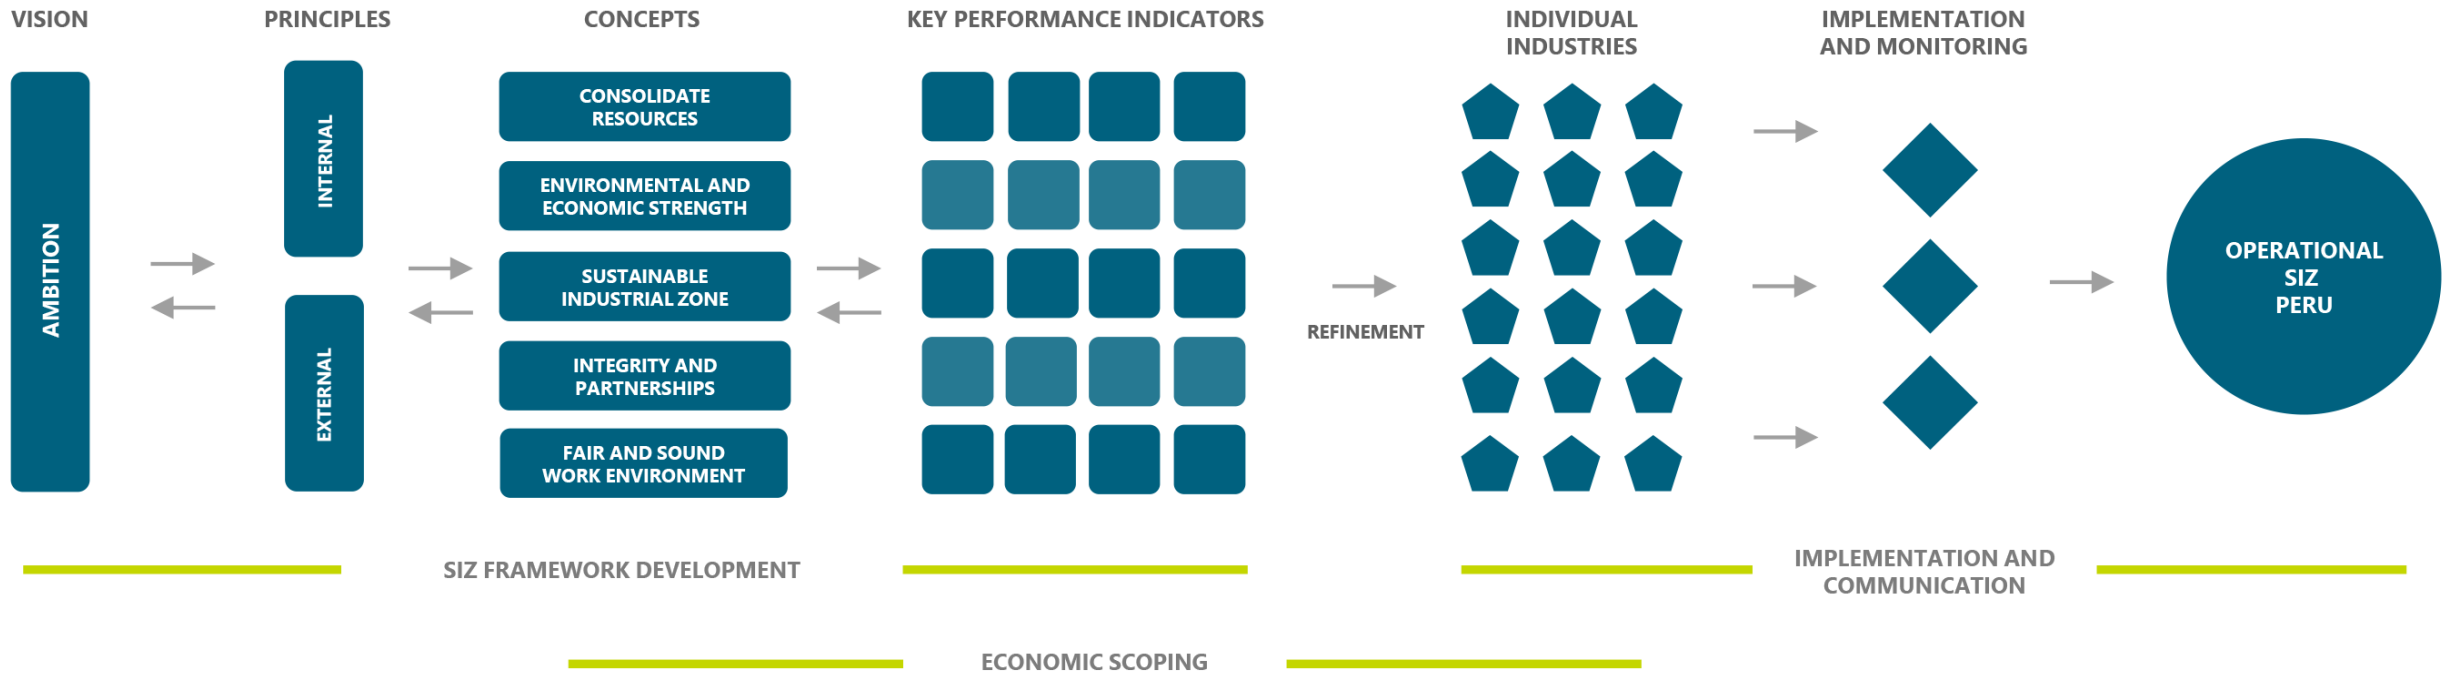 VISION
PRINCIPLES
CONCEPTS
KEY PERFORMANCE INDICATORS
INDIVIDUAL
INDUSTRIES
IMPLEMENTATION
AND MONITORING
AMBITION
INTERNAL
EXTERNAL
CONSOLIDATE
RESOURCES
ENVIRONMENTAL AND
ECONOMIC STRENGTH
SUSTAINABLE
INDUSTRIAL ZONE
INTEGRITY AND
PARTNERSHIPS
FAIR AND SOUND
WORK ENVIRONMENT
REFINEMENT
OPERATIONAL
SIZ
PERU
SIZ FRAMEWORK DEVELOPMENT
IMPLEMENTATION AND
COMMUNICATION
ECONOMIC SCOPING